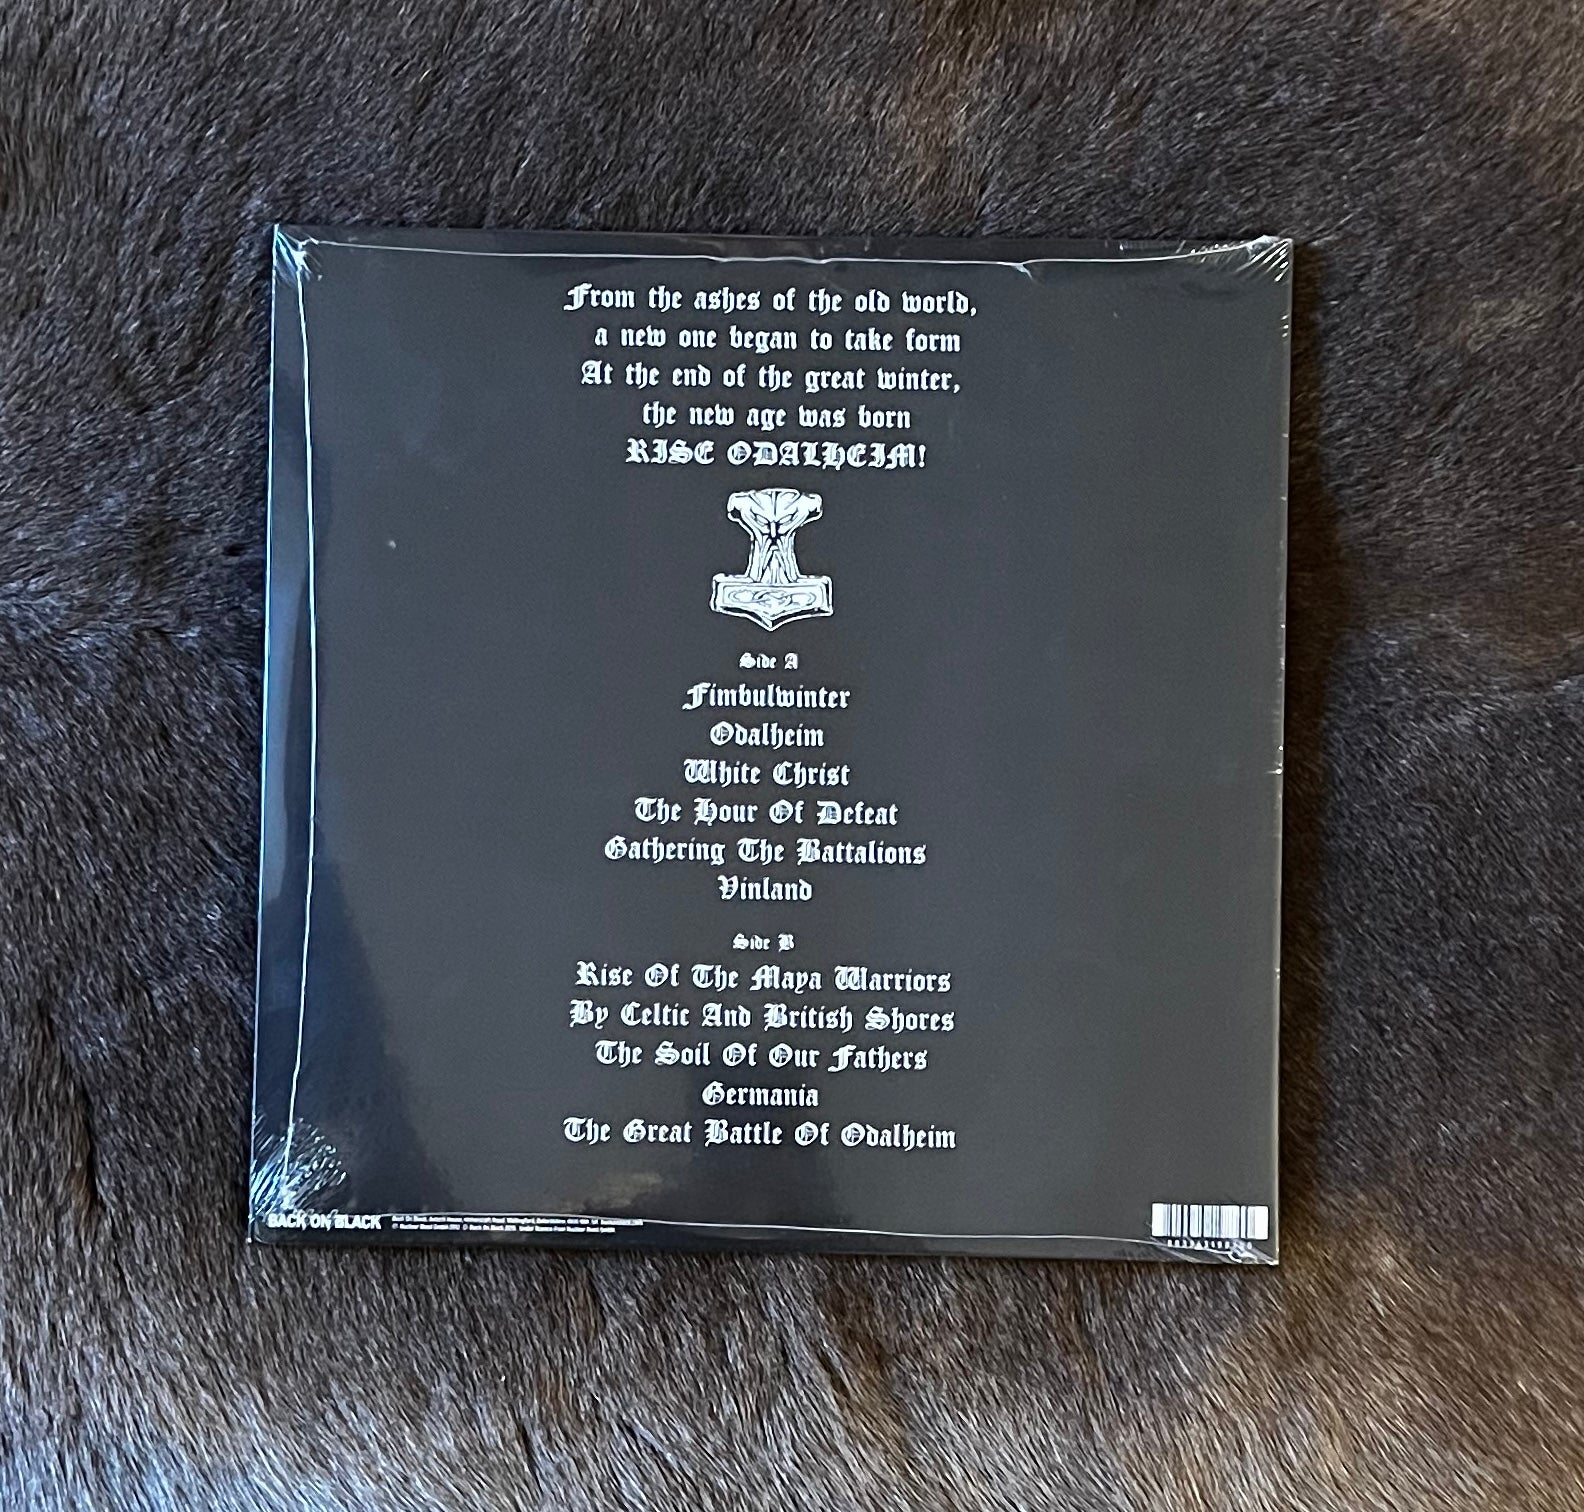 From the ashes of the old world,
a new one began to take form
At the end of the great winter,
the new age was born
RISE ODALHEIM!
Side A
Fimbulwinter
Odalheim
White Christ
The Hour Of Defeat
Gathering The Battalions
Vinland
Side B
Rise Of The Maya Warriors
By Celtic And British Shores
The Soil Of Our Fathers
Germania
The Great Battle Of Odalheim
BACK ON BLACK